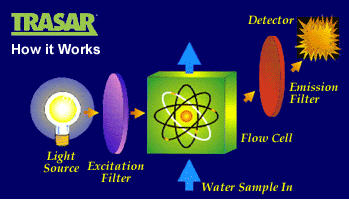 TRASAR
How it Works
Detector
Emission
Filter
Flow Cell
Light
Source
Excitation
Filter
Water Sample In